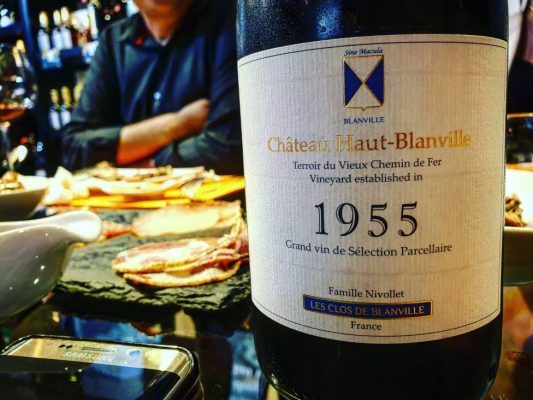 Sine Macula
BLANVILLE
Château Haut-Blanville
Terroir du Vieux Chemin de Fer
Vineyard established in
1955
Grand vin de Sélection Parcellaire
Famille Nivollet
LES CLOS DE BLANVILLE
France
SAMSUNG